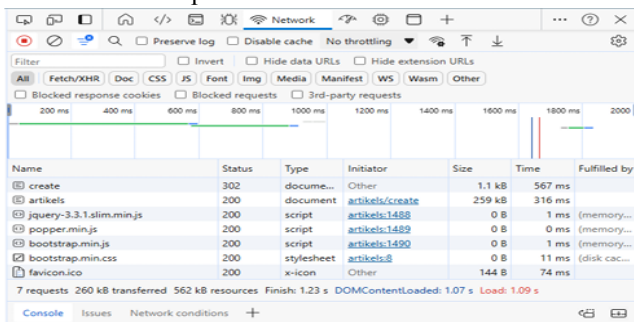 Network
Preserve log Disable cache No throttling
Filter Invert Hide data URLs Hide extension URLs
All Fetch/XHR Doc CSS JS Font Img Media Manifest WS Wasm Other
Blocked response cookies Blocked requests 3rd-party requests
200 ms 400 ms 600 ms 800 ms 1000 ms 1200 ms 1400 ms 1600 ms 1800 ms 2000
Name Status Type Initiator Size Time Fulfilled by
create 302 docume... Other 1.1 kB 567 ms
artikels 200 document artikels/create 259 kB 316 ms
jquery-3.3.1.slim.min.js 200 script artikels:1488 0 B 1 ms (memory...
popper.min.js 200 script artikels:1489 0 B 0 ms (memory...
bootstrap.min.js 200 script artikels:1490 0 B 1 ms (memory...
bootstrap.min.css 200 stylesheet artikels:8 0 B 11 ms (disk cac...
favicon.ico 200 x-icon Other 144 B 74 ms
7 requests 260 kB transferred 562 kB resources Finish: 1.23 s DOMContentLoaded: 1.07 s Load: 1.09 s
Console Issues Network conditions